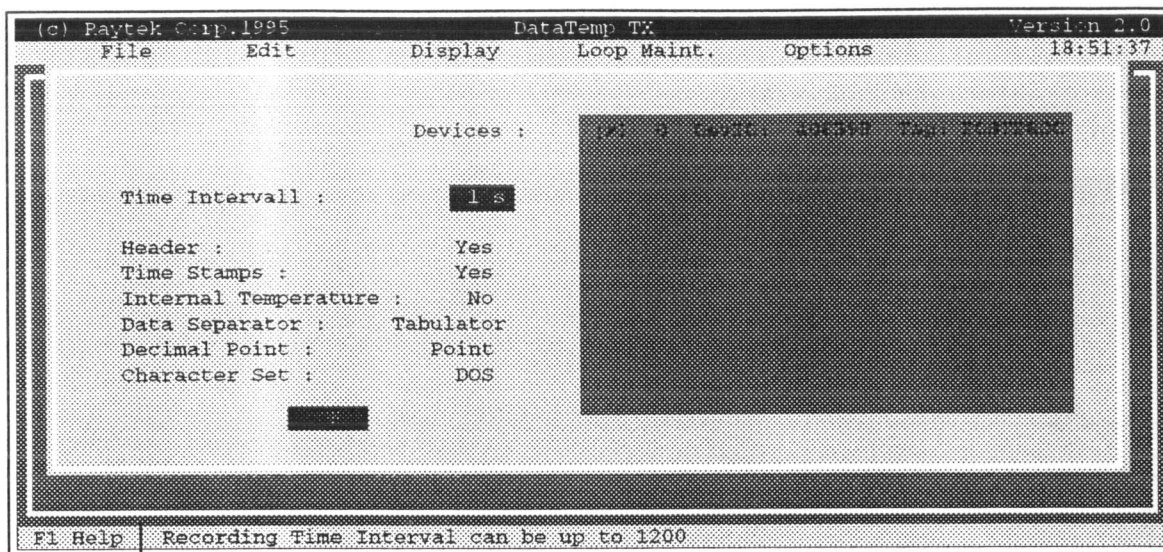 (c) Raytek Corp.1995 DataTemp TX Version 2.0
File Edit Display Loop Maint. Options 18:51:37
Devices :
Time Intervall : 1 s
Header : Yes
Time Stamps : Yes
Internal Temperature : No
Data Separator : Tabulator
Decimal Point : Point
Character Set : DOS
F1 Help Recording Time Interval can be up to 1200